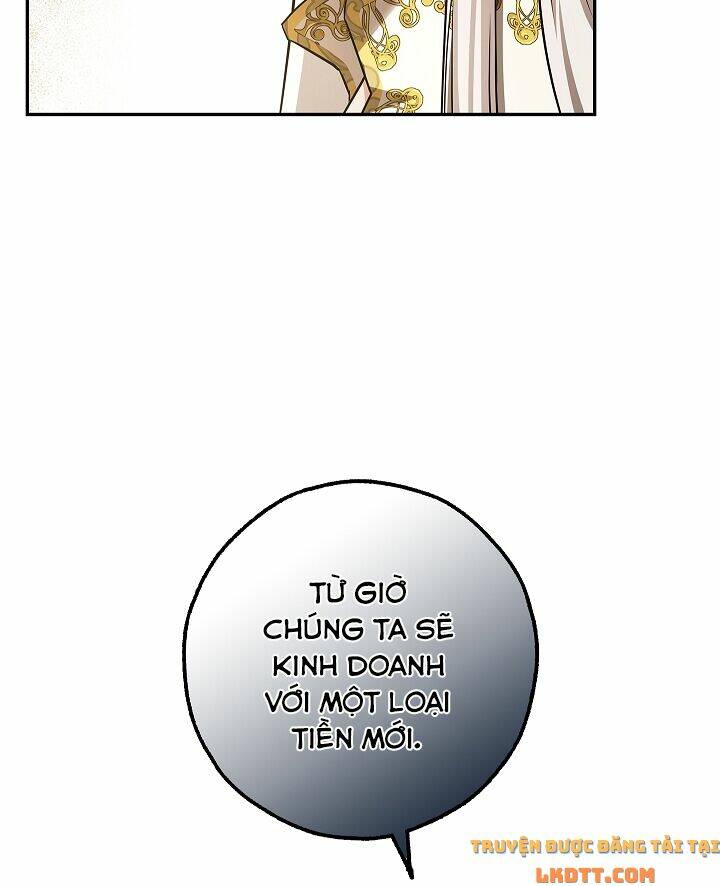 TỪ GIỜ
CHÚNG TA SẼ
KINH DOANH
VỚI MỘT LOẠI
TIỀN MỚI.
TRUYỆN ĐƯỢC ĐĂNG TẢI TẠI
LKDTT.COM